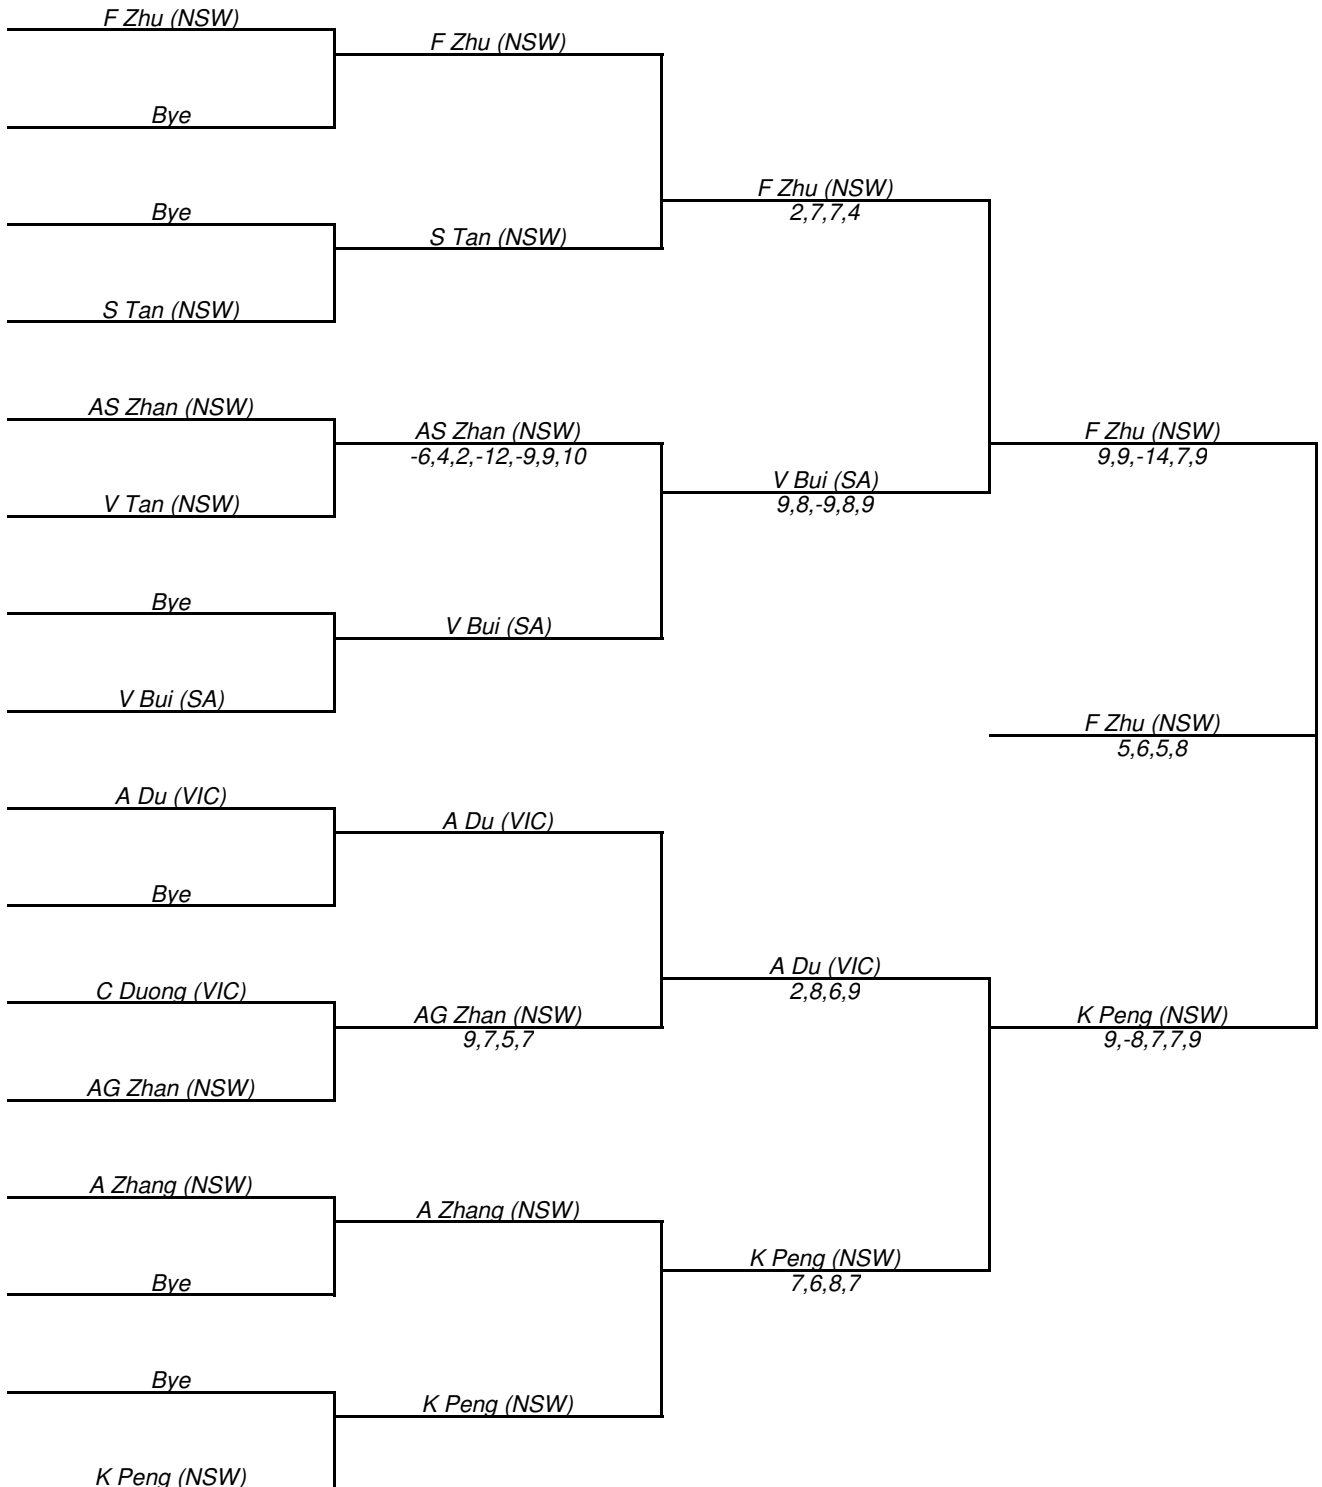 F Zhu (NSW)
Bye
Bye
S Tan (NSW)
AS Zhan (NSW)
V Tan (NSW)
Bye
V Bui (SA)
A Du (VIC)
Bye
C Duong (VIC)
AG Zhan (NSW)
A Zhang (NSW)
Bye
Bye
K Peng (NSW)
F Zhu (NSW)
S Tan (NSW)
AS Zhan (NSW)
-6,4,2,-12,-9,9,10
V Bui (SA)
A Du (VIC)
AG Zhan (NSW)
9,7,5,7
A Zhang (NSW)
K Peng (NSW)
F Zhu (NSW)
2,7,7,4
V Bui (SA)
9,8,-9,8,9
A Du (VIC)
2,8,6,9
K Peng (NSW)
7,6,8,7
F Zhu (NSW)
9,9,-14,7,9
F Zhu (NSW)
5,6,5,8
K Peng (NSW)
9,-8,7,7,9